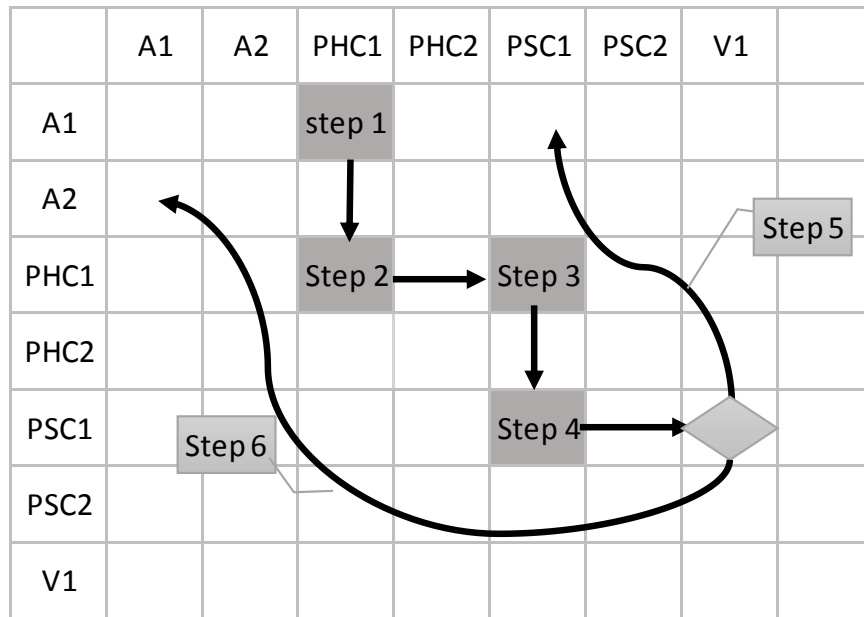 A1 A2 PHC1 PHC2 PSC1 PSC2 V1
A1 step 1
A2
Step 5
PHC1 Step 2 Step 3
PHC2
PSC1 Step 4
Step 6
PSC2
V1